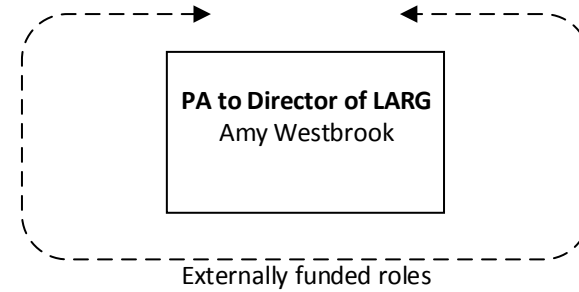 PA to Director of LARG
Amy Westbrook
Externally funded roles